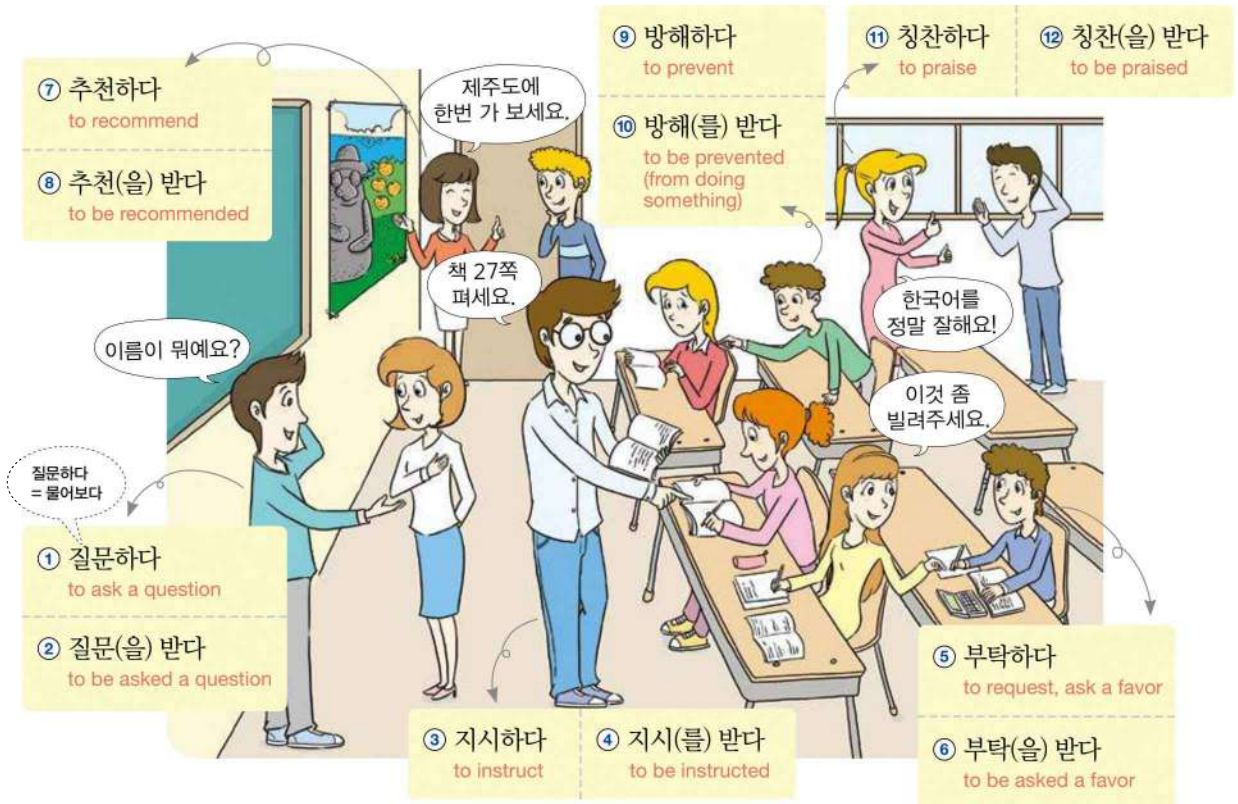 ⑦ 추천하다
to recommend
⑧ 추천(을) 받다
to be recommended
제주도에
한번 가 보세요.
⑨ 방해하다
to prevent
⑩ 방해(를) 받다
to be prevented
(from doing
something)
⑪ 칭찬하다
to praise
⑫ 칭찬(을) 받다
to be praised
책 27쪽
펴세요.
한국어를
정말 잘해요!
이름이 뭐예요?
이것 좀
빌려주세요.
질문하다
= 물어보다
① 질문하다
to ask a question
② 질문(을) 받다
to be asked a question
③ 지시하다
to instruct
④ 지시(를) 받다
to be instructed
⑤ 부탁하다
to request, ask a favor
⑥ 부탁(을) 받다
to be asked a favor